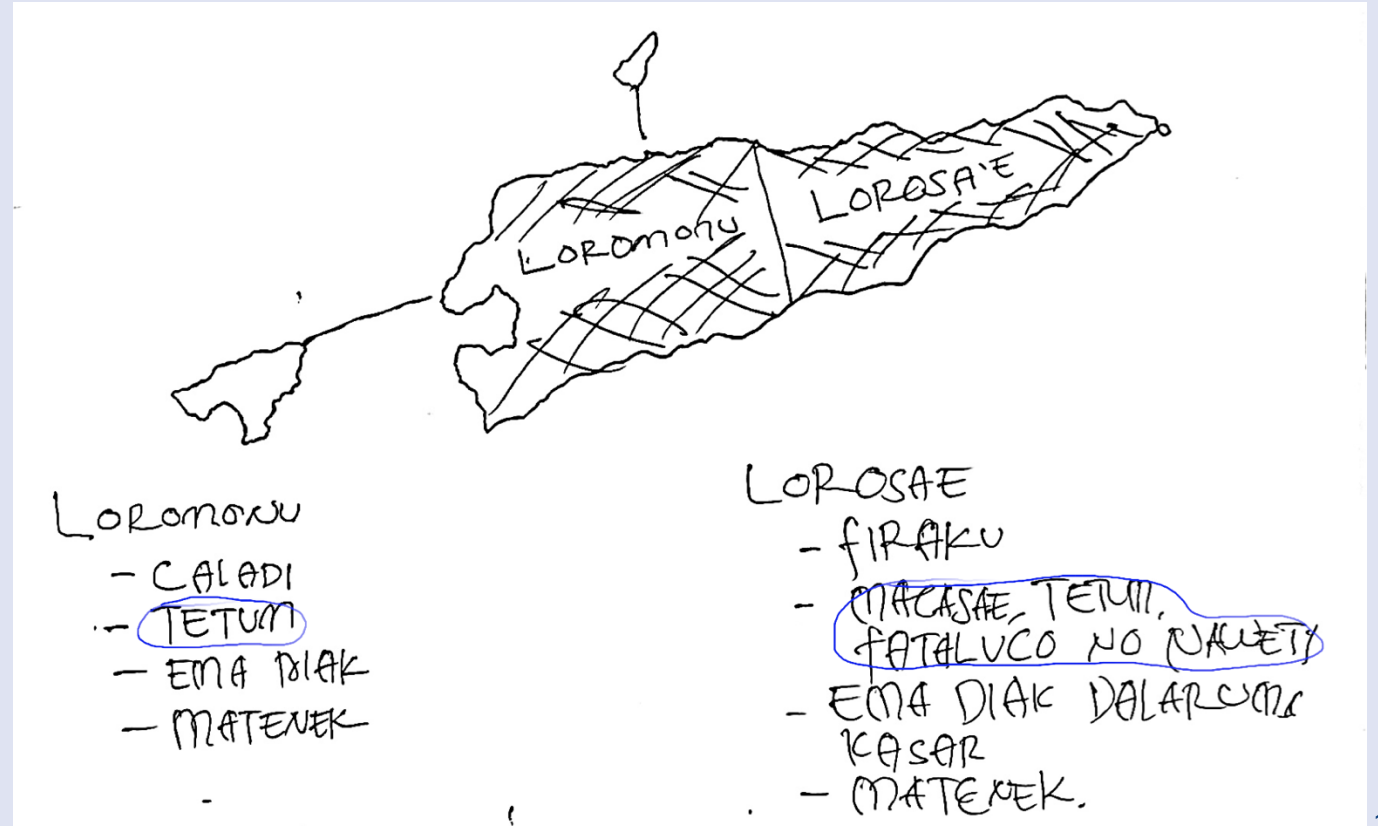 LOROSA'E
LOROMONU
LOROMONU
- CALADI
- TETUM
- EMA DIAK
- MATENEK
LOROSAE
- FIRAKU
- MACASAE, TETUM,
FATALUCO NO NAUETY
- EMA DIAK DALARUMA
KASAR
- MATENEK.